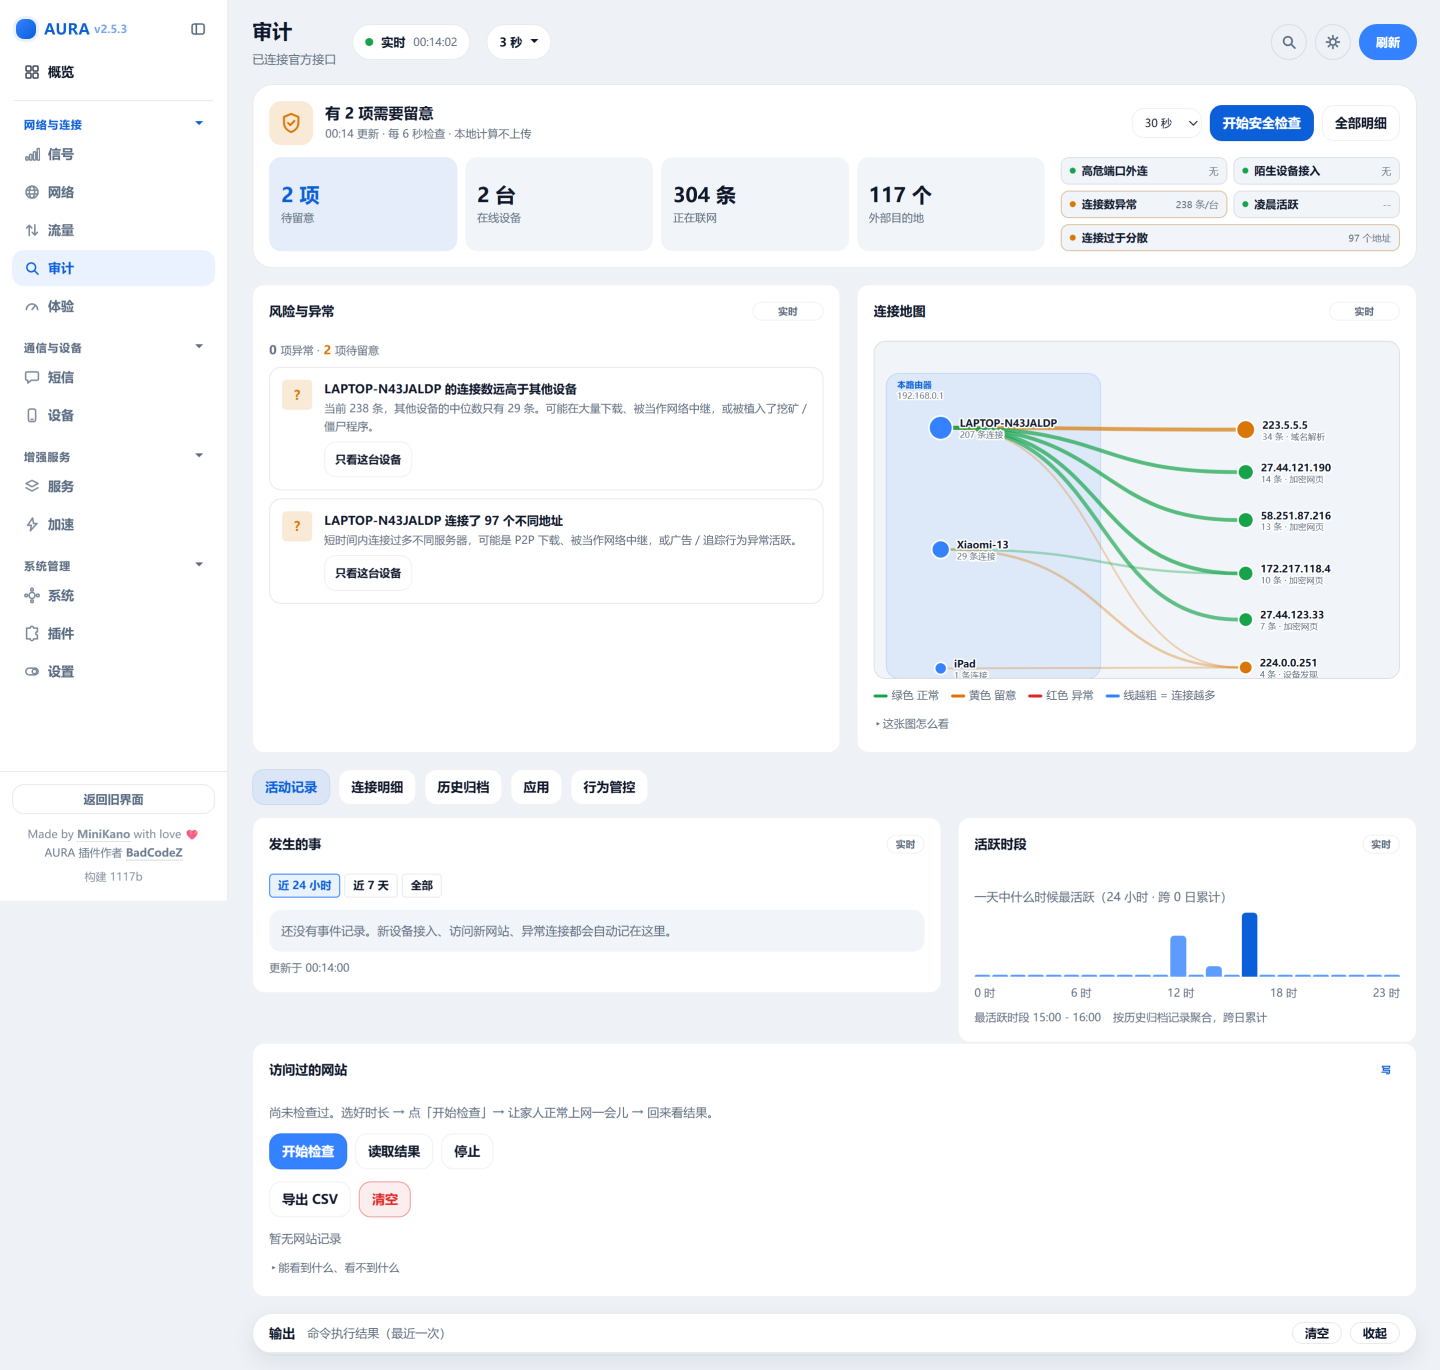 AURA v2.5.3
概览
网络与连接
信号
网络
流量
审计
体验
通信与设备
短信
设备
增强服务
服务
加速
系统管理
系统
插件
设置
返回旧界面
Made by MiniKano with love
AURA 插件作者 BadCodeZ
构建 1117b
审计
已连接官方接口
实时 00:14:02
3 秒
刷新
有 2 项需要留意
00:14 更新 · 每 6 秒检查 · 本地计算不上传
30 秒
开始安全检查
全部明细
2 项
待留意
2 台
在线设备
304 条
正在联网
117 个
外部目的地
高危端口外连 无
陌生设备接入 无
连接数异常 238 条/台
凌晨活跃 --
连接过于分散 97 个地址
风险与异常
实时
0 项异常 · 2 项待留意
?
LAPTOP-N43JALDP 的连接数远高于其他设备
当前 238 条，其他设备的中位数只有 29 条。可能在大量下载、被当作网络中继，或被植入了挖矿 /
僵尸程序。
只看这台设备
?
LAPTOP-N43JALDP 连接了 97 个不同地址
短时间内连接过多不同服务器，可能是 P2P 下载、被当作网络中继，或广告 / 追踪行为异常活跃。
只看这台设备
连接地图
实时
本路由器
192.168.0.1
LAPTOP-N43JALDP
207 条连接
Xiaomi-13
29 条连接
iPad
1 条连接
223.5.5.5
34 条 · 域名解析
27.44.121.190
14 条 · 加密网页
58.251.87.216
13 条 · 加密网页
172.217.118.4
10 条 · 加密网页
27.44.123.33
7 条 · 加密网页
224.0.0.251
4 条 · 设备发现
绿色 正常
黄色 留意
红色 异常
线越粗 = 连接越多
这张图怎么看
活动记录
连接明细
历史归档
应用
行为管控
发生的事
实时
近 24 小时
近 7 天
全部
还没有事件记录。新设备接入、访问新网站、异常连接都会自动记在这里。
更新于 00:14:00
活跃时段
实时
一天中什么时候最活跃（24 小时 · 跨 0 日累计）
0 时
6 时
12 时
18 时
23 时
最活跃时段 15:00 - 16:00 按历史归档记录聚合，跨日累计
访问过的网站
写
尚未检查过。选好时长 → 点「开始检查」→ 让家人正常上网一会儿 → 回来看结果。
开始检查
读取结果
停止
导出 CSV
清空
暂无网站记录
能看到什么、看不到什么
输出 命令执行结果（最近一次）
清空
收起